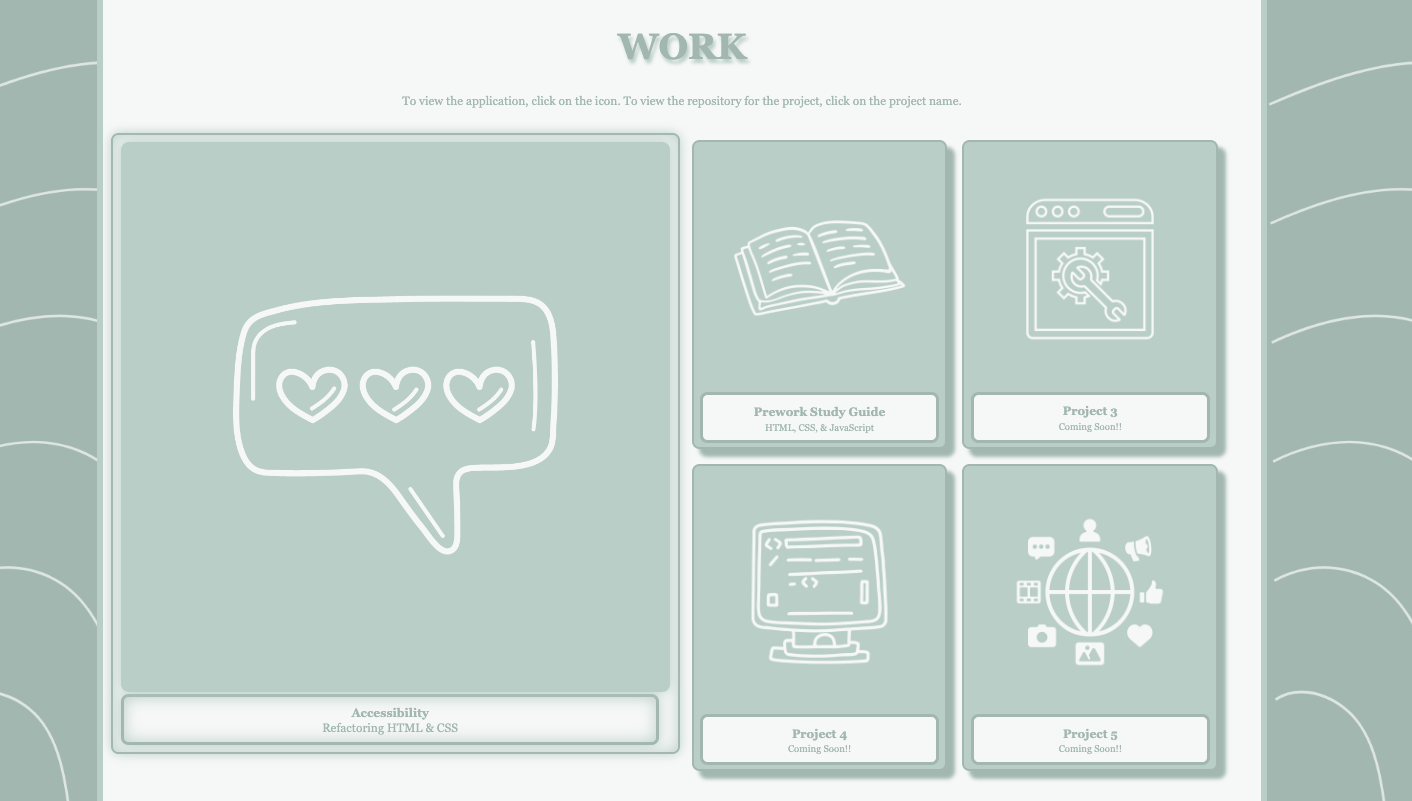 WORK
To view the application, click on the icon. To view the repository for the project, click on the project name.
Accessibility
Refactoring HTML & CSS
Prework Study Guide
HTML, CSS, & JavaScript
Project 3
Coming Soon!!
Project 4
Coming Soon!!
Project 5
Coming Soon!!